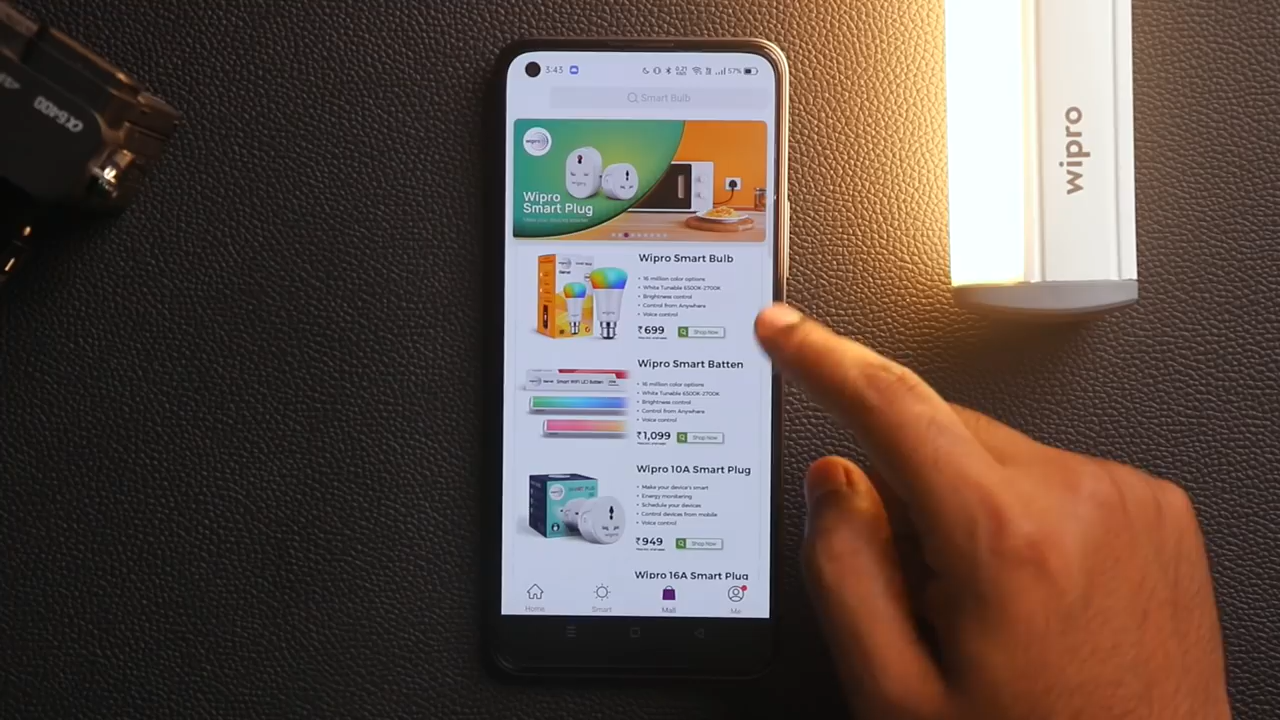 3:43
57%
Smart Bulb
wipro
Wipro
Smart Plug
Wipro Smart Bulb
• 16 million color options
• White Tunable 6500K-2700K
• Brightness control
• Control from Anywhere
• Voice control
₹699
Shop Now
Wipro Smart Batten
• 16 million color options
• White Tunable 6500K-2700K
• Brightness control
• Control from Anywhere
• Voice control
₹1,099
Shop Now
Wipro 10A Smart Plug
• Make your device's smart
• Energy monitoring
• Schedule your devices
• Control devices from mobile
• Voice control
₹949
Shop Now
Wipro 16A Smart Plug
Home
Smart
Mall
Me
wipro
α6400